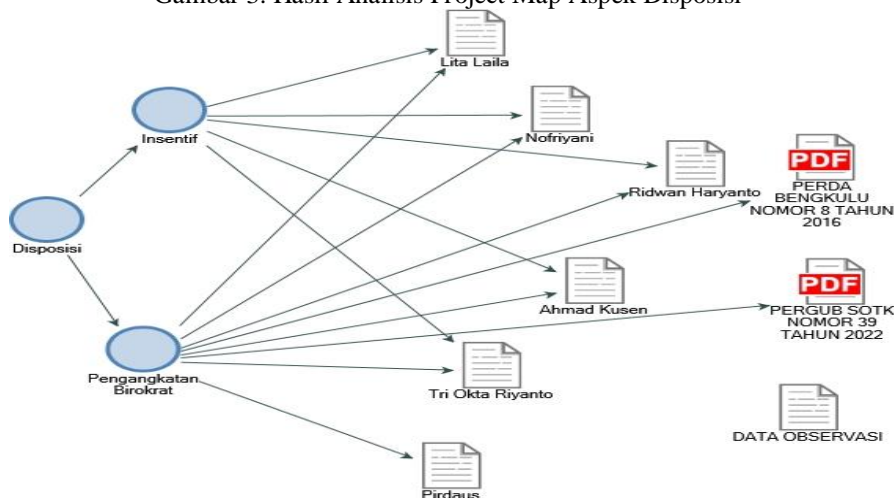 Gambar 3. Hasil Analisis Project Map Aspek Disposisi
Lita Laila
Insentif
Nofriyani
Ridwan Haryanto
PDF
PERDA
BENGKULU
NOMOR 8 TAHUN
2016
Disposisi
Ahmad Kusen
PDF
PERGUB SOTK
NOMOR 39
TAHUN 2022
Pengangkatan
Birokrat
Tri Okta Riyanto
DATA OBSERVASI
Pirdaus